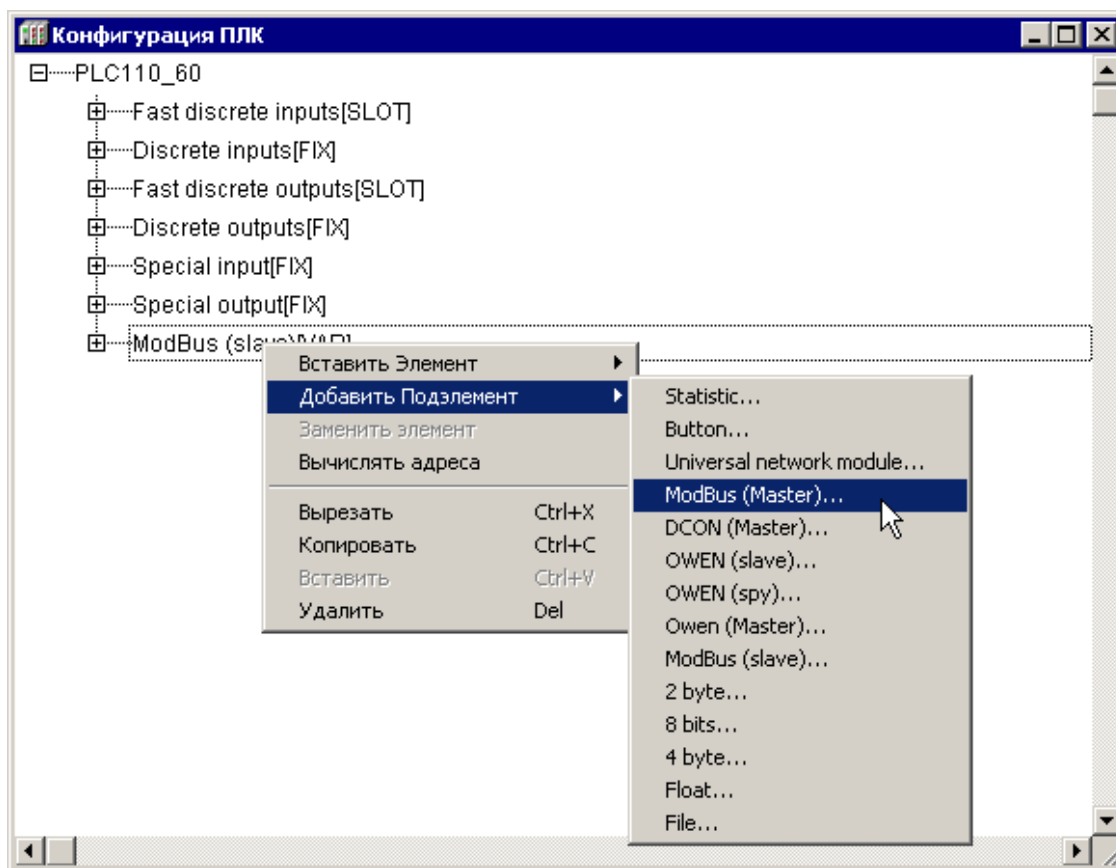 Конфигурация ПЛК
PLC110_60
Fast discrete inputs[SLOT]
Discrete inputs[FIX]
Fast discrete outputs[SLOT]
Discrete outputs[FIX]
Special input[FIX]
Special output[FIX]
ModBus (slave)[VAR]
Вставить Элемент
Добавить Подэлемент
Заменить элемент
Вычислять адреса
Вырезать Ctrl+X
Копировать Ctrl+C
Вставить Ctrl+V
Удалить Del
Statistic...
Button...
Universal network module...
ModBus (Master)...
DCON (Master)...
OWEN (slave)...
OWEN (spy)...
Owen (Master)...
ModBus (slave)...
2 byte...
8 bits...
4 byte...
Float...
File...